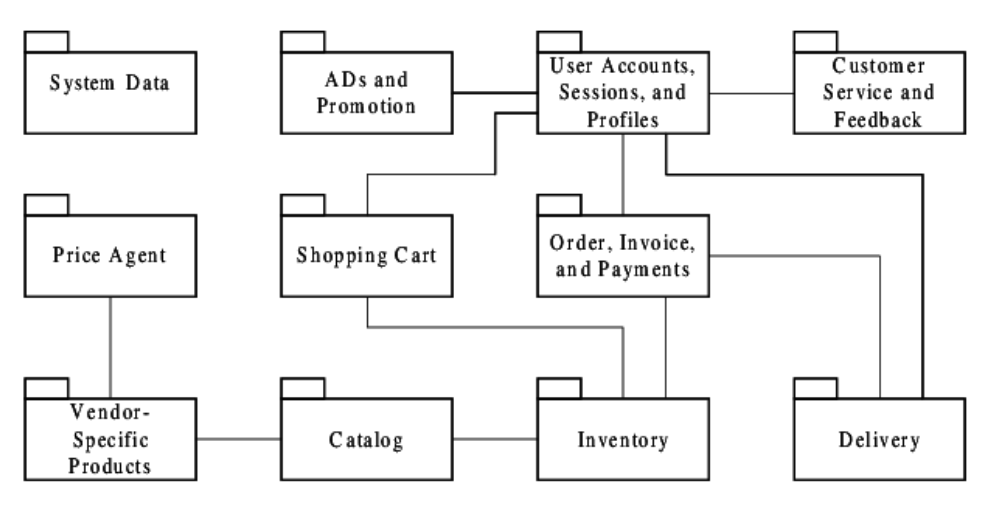 System Data
ADs and
Promotion
User Accounts,
Sessions, and
Profiles
Customer
Service and
Feedback
Price Agent
Shopping Cart
Order, Invoice,
and Payments
Vendor-
Specific
Products
Catalog
Inventory
Delivery